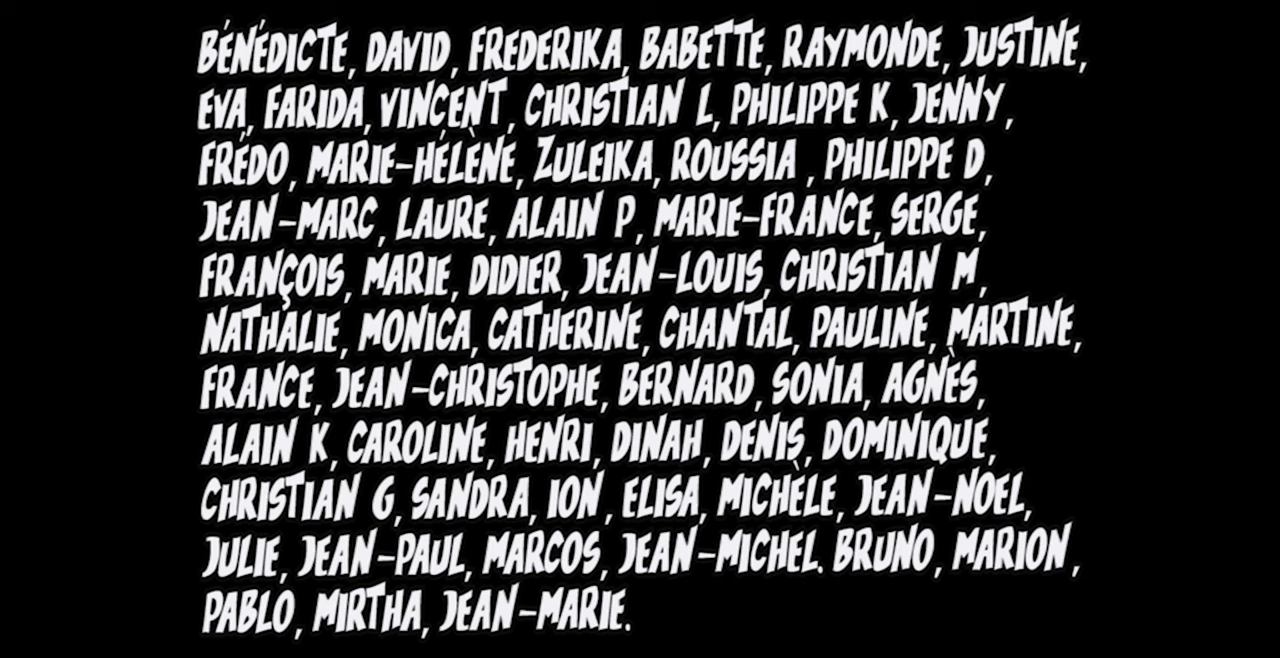 BÉNÉDICTE, DAVID, FREDERIKA, BABETTE, RAYMONDE, JUSTINE,
EVA, FARIDA, VINCENT, CHRISTIAN L, PHILIPPE K, JENNY,
FRÉDO, MARIE-HÉLÈNE, ZULEIKA, ROUSSIA , PHILIPPE D,
JEAN-MARC, LAURE, ALAIN P, MARIE-FRANCE, SERGE,
FRANÇOIS, MARIE, DIDIER, JEAN-LOUIS, CHRISTIAN M,
NATHALIE, MONICA, CATHERINE, CHANTAL, PAULINE, MARTINE,
FRANCE, JEAN-CHRISTOPHE, BERNARD, SONIA, AGNÈS,
ALAIN K, CAROLINE, HENRI, DINAH, DENIS, DOMINIQUE,
CHRISTIAN G, SANDRA, ION, ELISA, MICHÈLE, JEAN-NOEL,
JULIE, JEAN-PAUL, MARCOS, JEAN-MICHEL. BRUNO, MARION,
PABLO, MIRTHA, JEAN-MARIE.